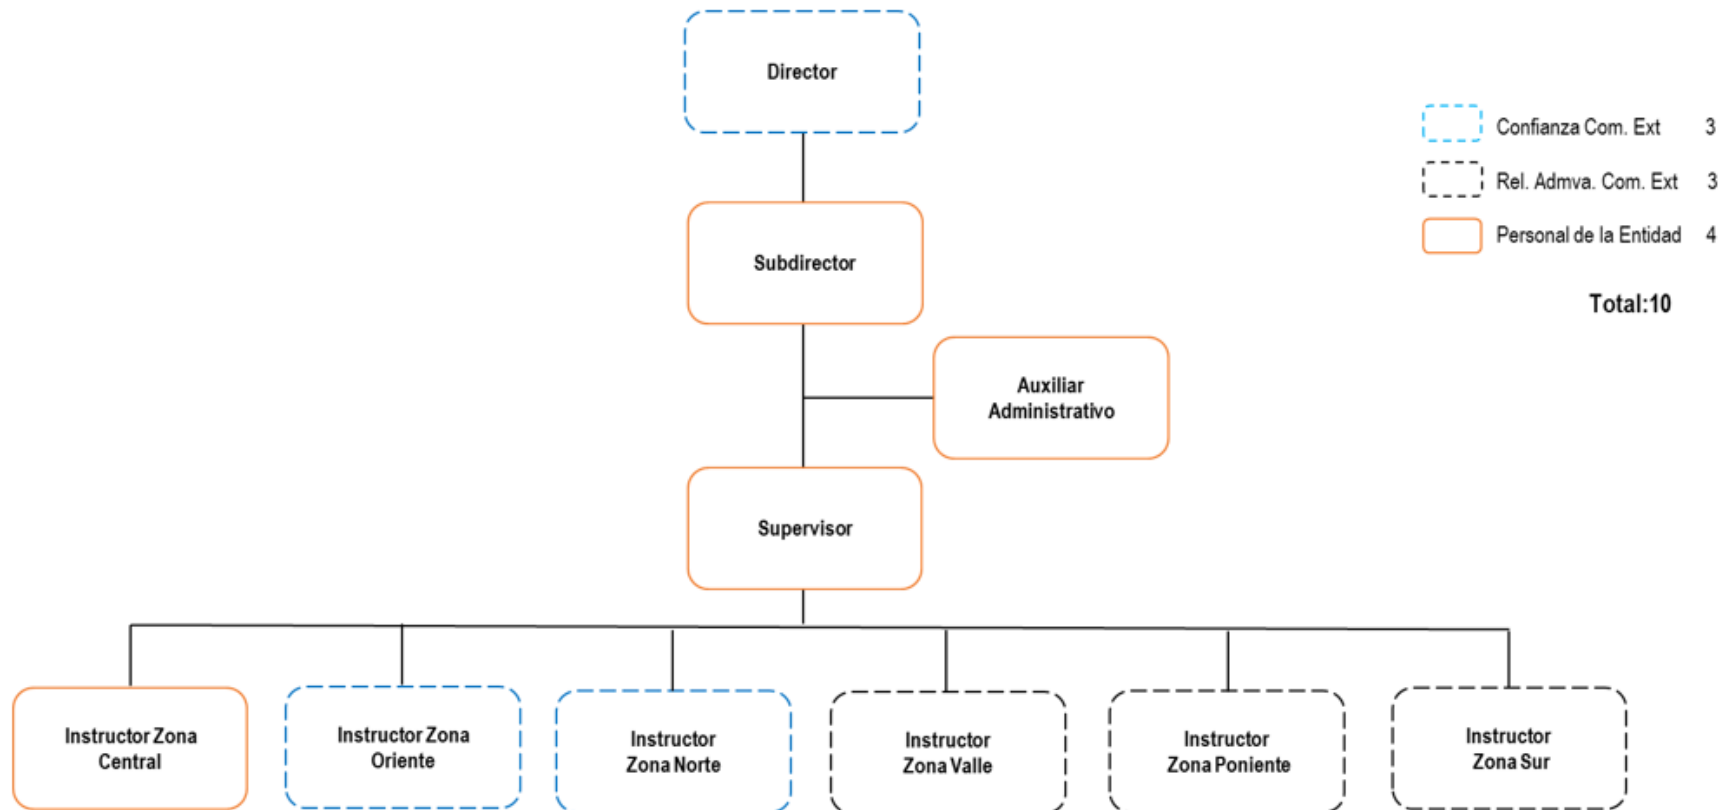 Director
Confianza Com. Ext 3
Rel. Admva. Com. Ext 3
Personal de la Entidad 4
Total:10
Subdirector
Auxiliar
Administrativo
Supervisor
Instructor Zona
Central
Instructor Zona
Oriente
Instructor
Zona Norte
Instructor
Zona Valle
Instructor
Zona Poniente
Instructor
Zona Sur